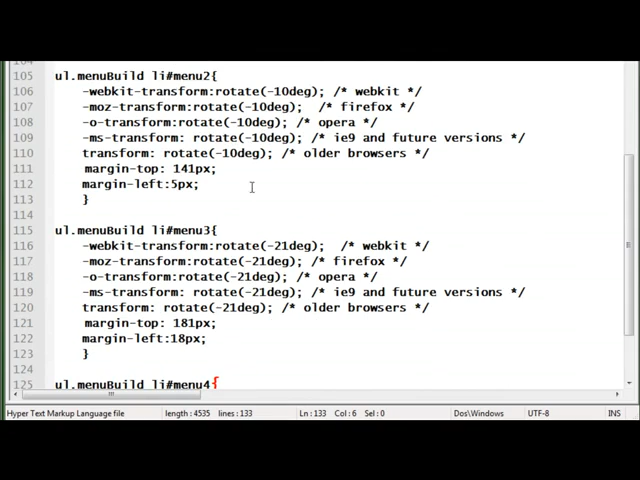 105 ul.menuBuild li#menu2{
106 -webkit-transform:rotate(-10deg); /* webkit */
107 -moz-transform:rotate(-10deg); /* firefox */
108 -o-transform:rotate(-10deg); /* opera */
109 -ms-transform: rotate(-10deg); /* ie9 and future versions */
110 transform: rotate(-10deg); /* older browsers */
111 margin-top: 141px;
112 margin-left:5px;
113 }
114
115 ul.menuBuild li#menu3{
116 -webkit-transform:rotate(-21deg); /* webkit */
117 -moz-transform:rotate(-21deg); /* firefox */
118 -o-transform:rotate(-21deg); /* opera */
119 -ms-transform: rotate(-21deg); /* ie9 and future versions */
120 transform: rotate(-21deg); /* older browsers */
121 margin-top: 181px;
122 margin-left:18px;
123 }
124
125 ul.menuBuild li#menu4{
Hyper Text Markup Language file length : 4535 lines : 133 Ln : 133 Col : 6 Sel : 0 Dos\Windows UTF-8 INS